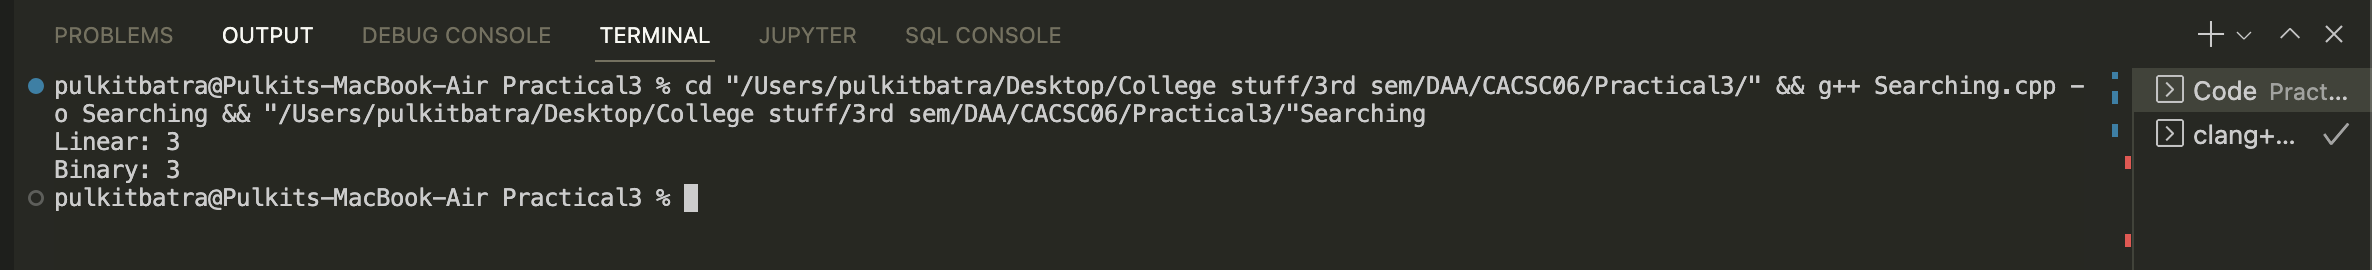 PROBLEMS OUTPUT DEBUG CONSOLE TERMINAL JUPYTER SQL CONSOLE
pulkitbatra@Pulkits-MacBook-Air Practical3 % cd "/Users/pulkitbatra/Desktop/College stuff/3rd sem/DAA/CACSC06/Practical3/" && g++ Searching.cpp -
o Searching && "/Users/pulkitbatra/Desktop/College stuff/3rd sem/DAA/CACSC06/Practical3/"Searching
Linear: 3
Binary: 3
pulkitbatra@Pulkits-MacBook-Air Practical3 %
Code Pract...
clang+...